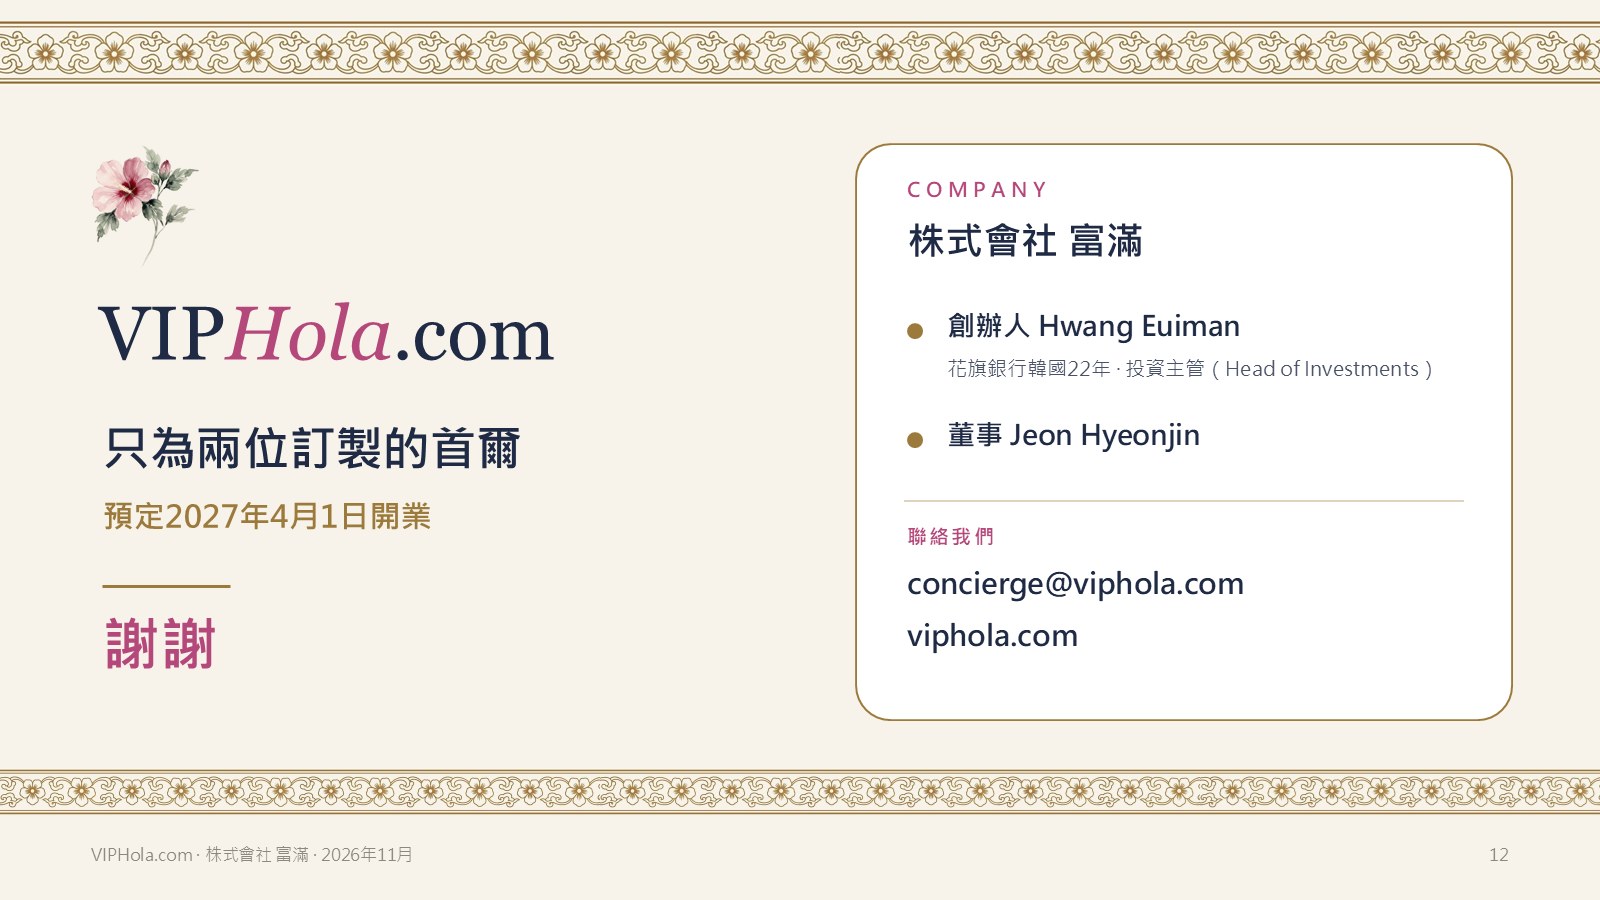 VIPHola.com
只為兩位訂製的首爾
預定2027年4月1日開業
謝謝
COMPANY
株式會社 富滿
創辦人 Hwang Euiman
花旗銀行韓國22年 · 投資主管（Head of Investments）
董事 Jeon Hyeonjin
聯絡我們
concierge@viphola.com
viphola.com
VIPHola.com · 株式會社 富滿 · 2026年11月
12